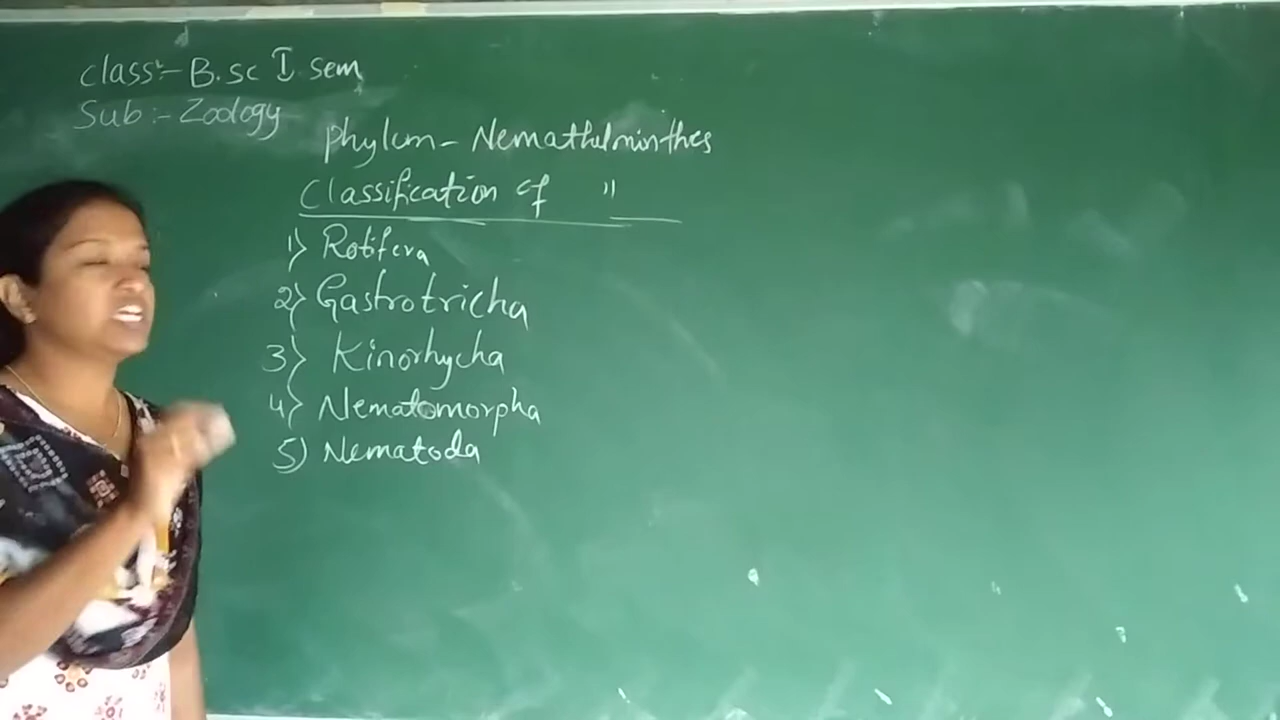 class:- B.sc I sem
Sub:- Zoology
phylum - Nemathelminthes
Classification of "
1) Rotifera
2) Gastrotricha
3) Kinorhycha
4) Nematomorpha
5) Nematoda